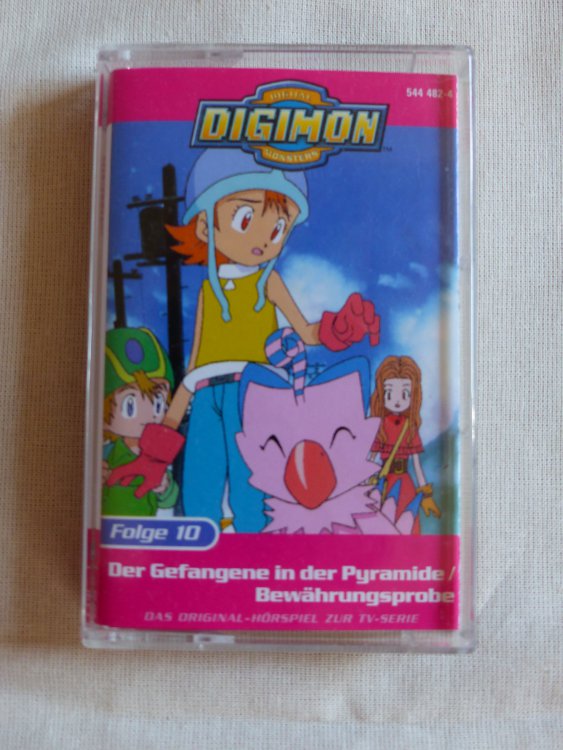 544 482-4
DIGITAL
DIGIMON
MONSTERS
TM
Folge 10
Der Gefangene in der Pyramide/
Bewährungsprobe
DAS ORIGINAL-HÖRSPIEL ZUR TV-SERIE